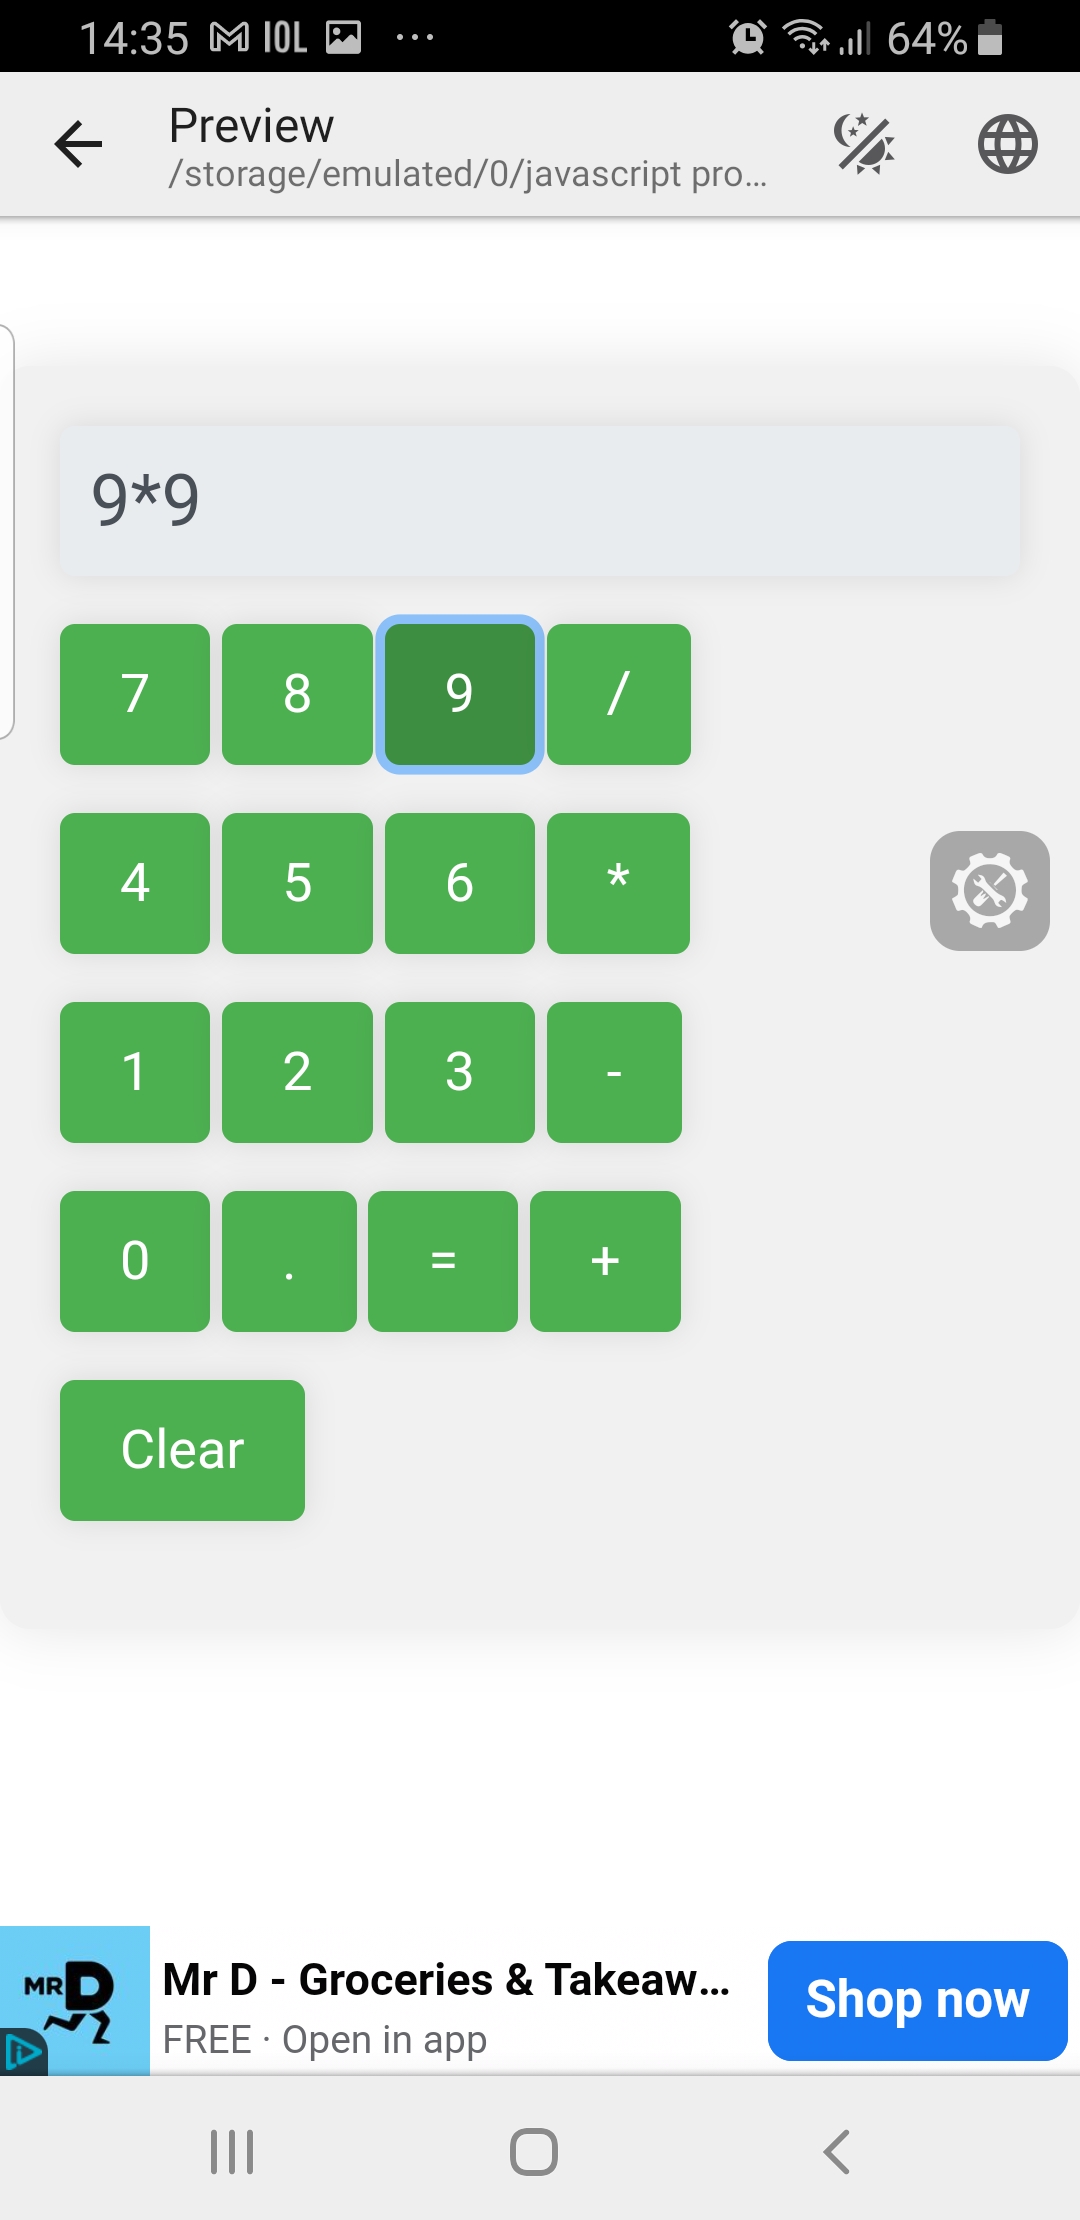 14:35 IOL 64%
Preview
/storage/emulated/0/javascript pro...
9*9
7 8 9 /
4 5 6 *
1 2 3 -
0 . = +
Clear
MR D
Mr D - Groceries & Takeaw...
FREE · Open in app
Shop now